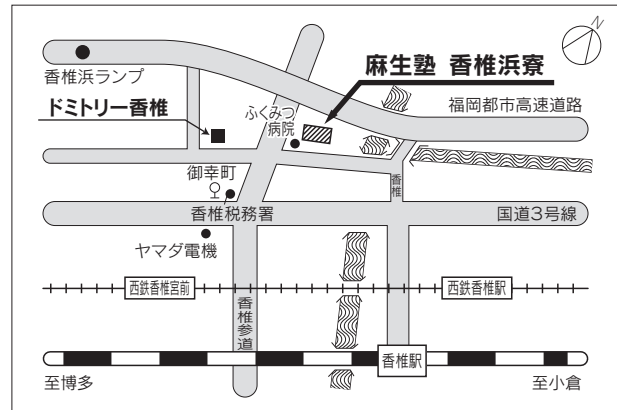 N
香椎浜ランプ
麻生塾 香椎浜寮
福岡都市高速道路
ドミトリー香椎
ふくみつ
病院
御幸町
香椎
香椎税務署
国道3号線
ヤマダ電機
西鉄香椎宮前
西鉄香椎駅
香椎参道
香椎駅
至博多
至小倉